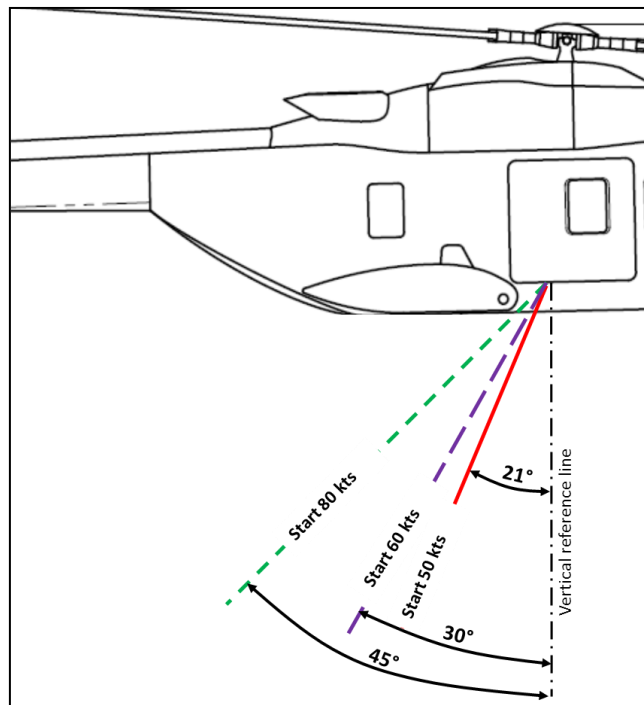 21°
Start 80 kts
Start 60 kts
Start 50 kts
Vertical reference line
30°
45°